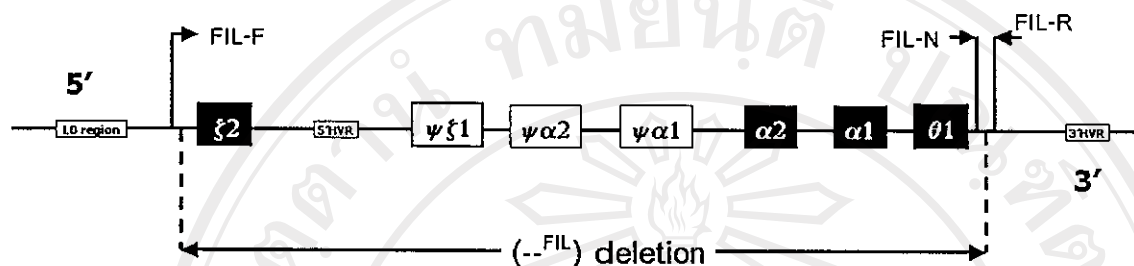 FIL-F
FIL-N
FIL-R
5′
LD region
ζ2
5'HVR
ψζ1
ψα2
ψα1
α2
α1
θ1
3'HVR
3′
(--FIL) deletion